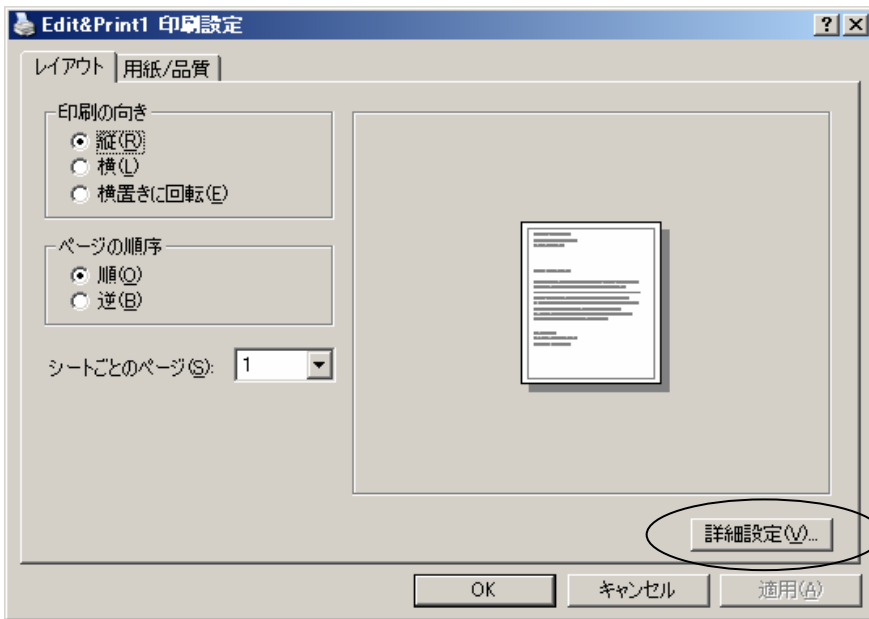 Edit&Print1 印刷設定
レイアウト 用紙/品質
印刷の向き
縦(R)
横(L)
横置きに回転(E)
ページの順序
順(O)
逆(B)
シートごとのページ(S): 1
詳細設定(V)...
OK キャンセル 適用(A)